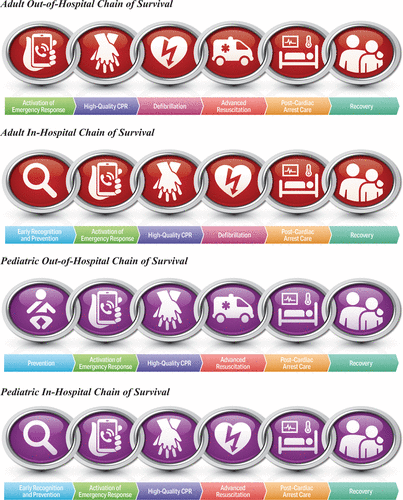 Adult Out-of-Hospital Chain of Survival
Activation of Emergency Response
High-Quality CPR
Defibrillation
Advanced Resuscitation
Post-Cardiac Arrest Care
Recovery
Adult In-Hospital Chain of Survival
Early Recognition and Prevention
Activation of Emergency Response
High-Quality CPR
Defibrillation
Post-Cardiac Arrest Care
Recovery
Pediatric Out-of-Hospital Chain of Survival
Prevention
Activation of Emergency Response
High-Quality CPR
Advanced Resuscitation
Post-Cardiac Arrest Care
Recovery
Pediatric In-Hospital Chain of Survival
Early Recognition and Prevention
Activation of Emergency Response
High-Quality CPR
Advanced Resuscitation
Post-Cardiac Arrest Care
Recovery